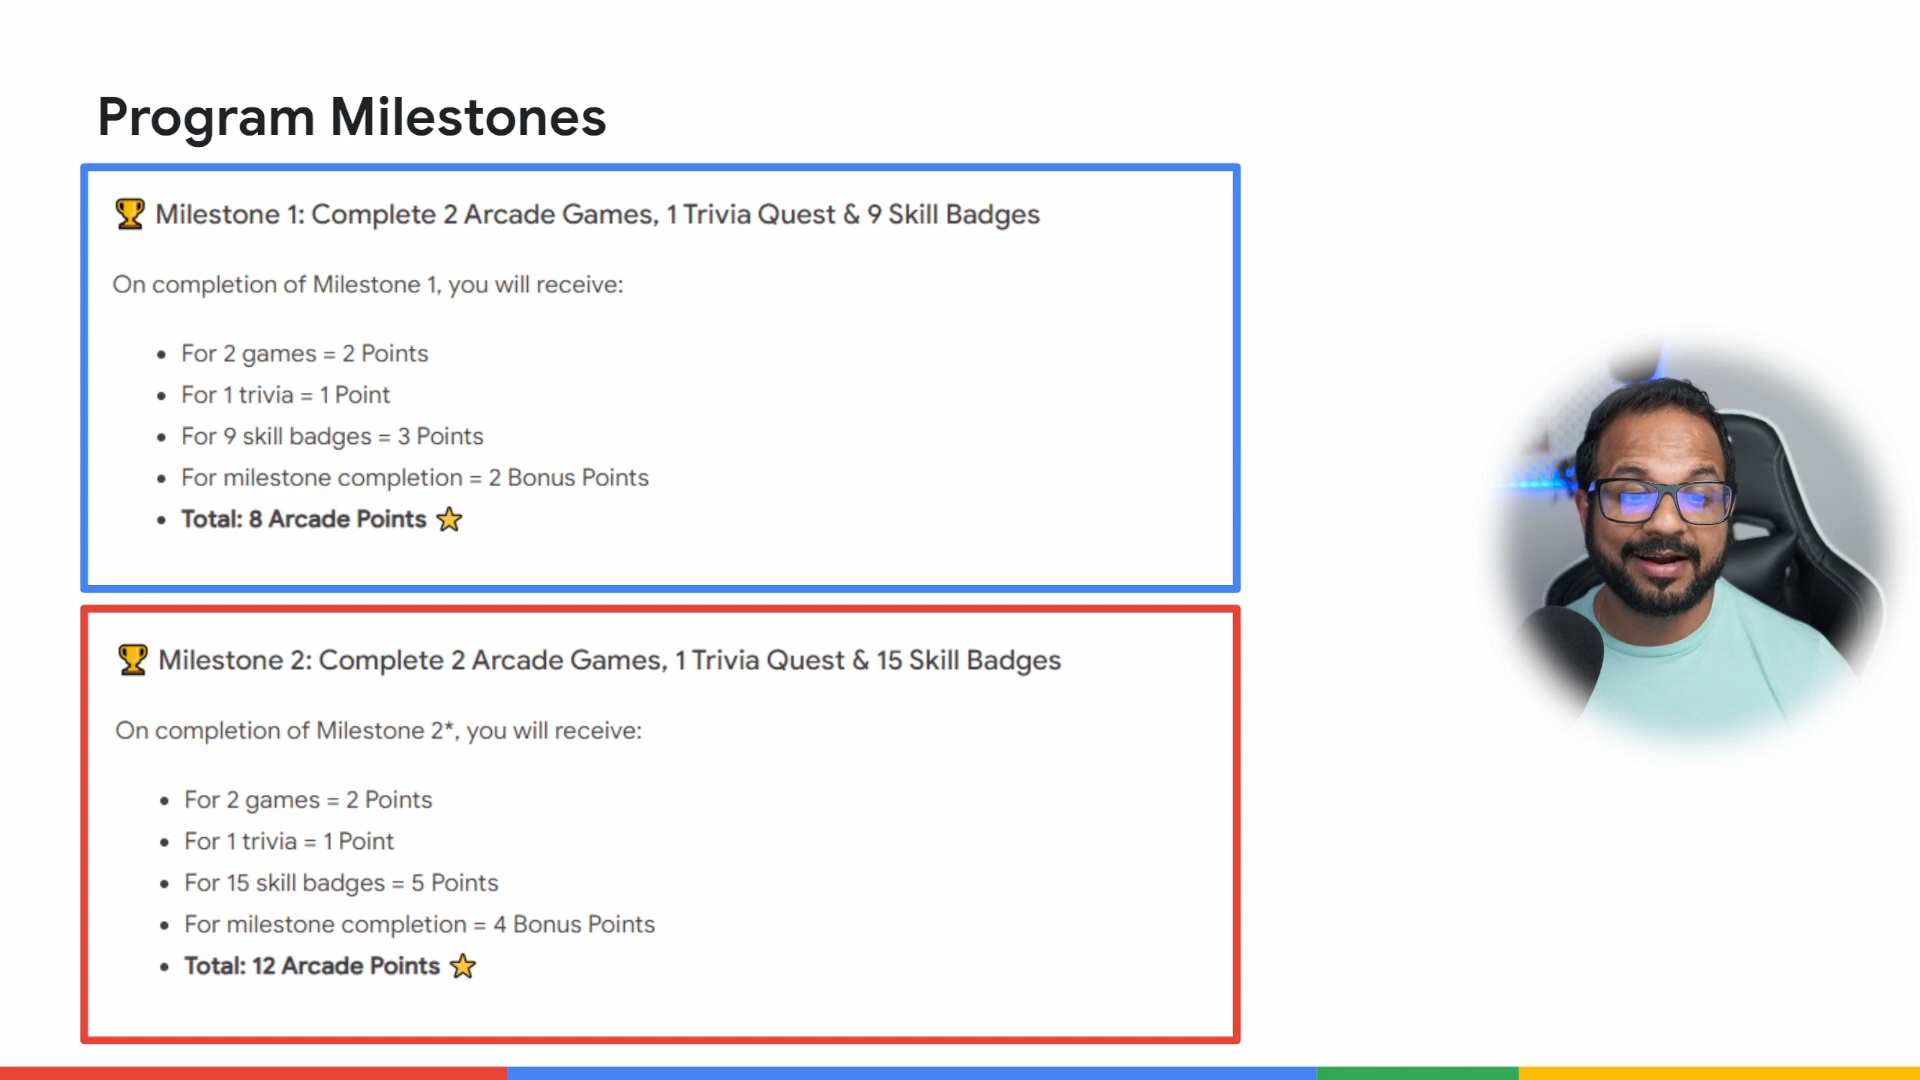 Program Milestones
🏆 Milestone 1: Complete 2 Arcade Games, 1 Trivia Quest & 9 Skill Badges
On completion of Milestone 1, you will receive:
• For 2 games = 2 Points
• For 1 trivia = 1 Point
• For 9 skill badges = 3 Points
• For milestone completion = 2 Bonus Points
• Total: 8 Arcade Points ⭐
🏆 Milestone 2: Complete 2 Arcade Games, 1 Trivia Quest & 15 Skill Badges
On completion of Milestone 2*, you will receive:
• For 2 games = 2 Points
• For 1 trivia = 1 Point
• For 15 skill badges = 5 Points
• For milestone completion = 4 Bonus Points
• Total: 12 Arcade Points ⭐